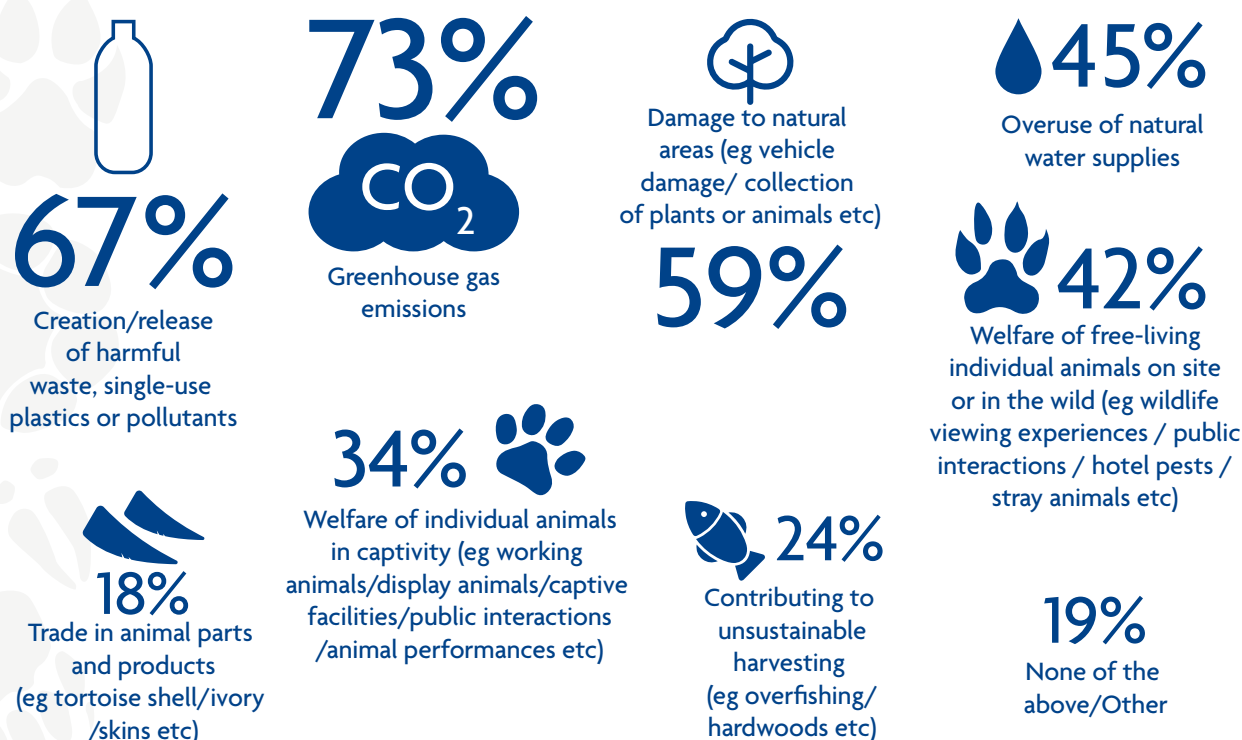 67%
Creation/release
of harmful
waste, single-use
plastics or pollutants
73%
CO2
Greenhouse gas
emissions
Damage to natural
areas (eg vehicle
damage/ collection
of plants or animals etc)
59%
45%
Overuse of natural
water supplies
42%
Welfare of free-living
individual animals on site
or in the wild (eg wildlife
viewing experiences / public
interactions / hotel pests /
stray animals etc)
18%
Trade in animal parts
and products
(eg tortoise shell/ivory
/skins etc)
34%
Welfare of individual animals
in captivity (eg working
animals/display animals/captive
facilities/public interactions
/animal performances etc)
24%
Contributing to
unsustainable
harvesting
(eg overfishing/
hardwoods etc)
19%
None of the
above/Other